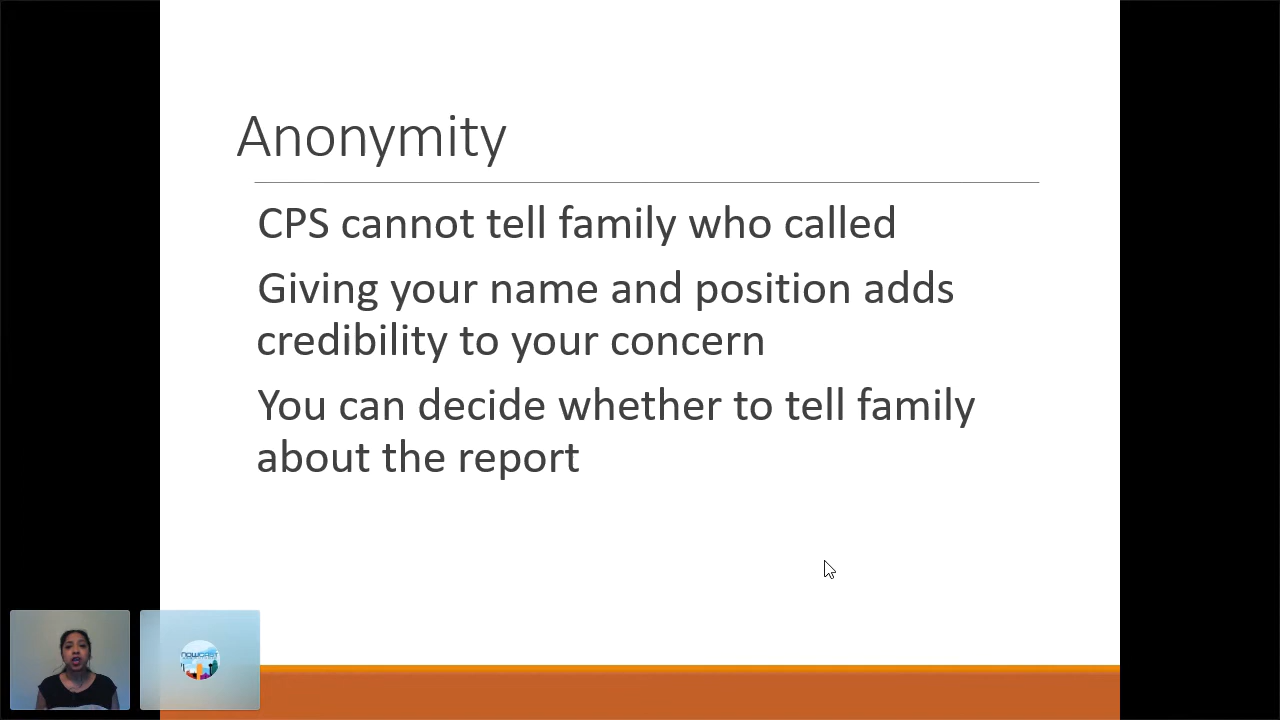 Anonymity
CPS cannot tell family who called
Giving your name and position adds
credibility to your concern
You can decide whether to tell family
about the report
NOWCAST